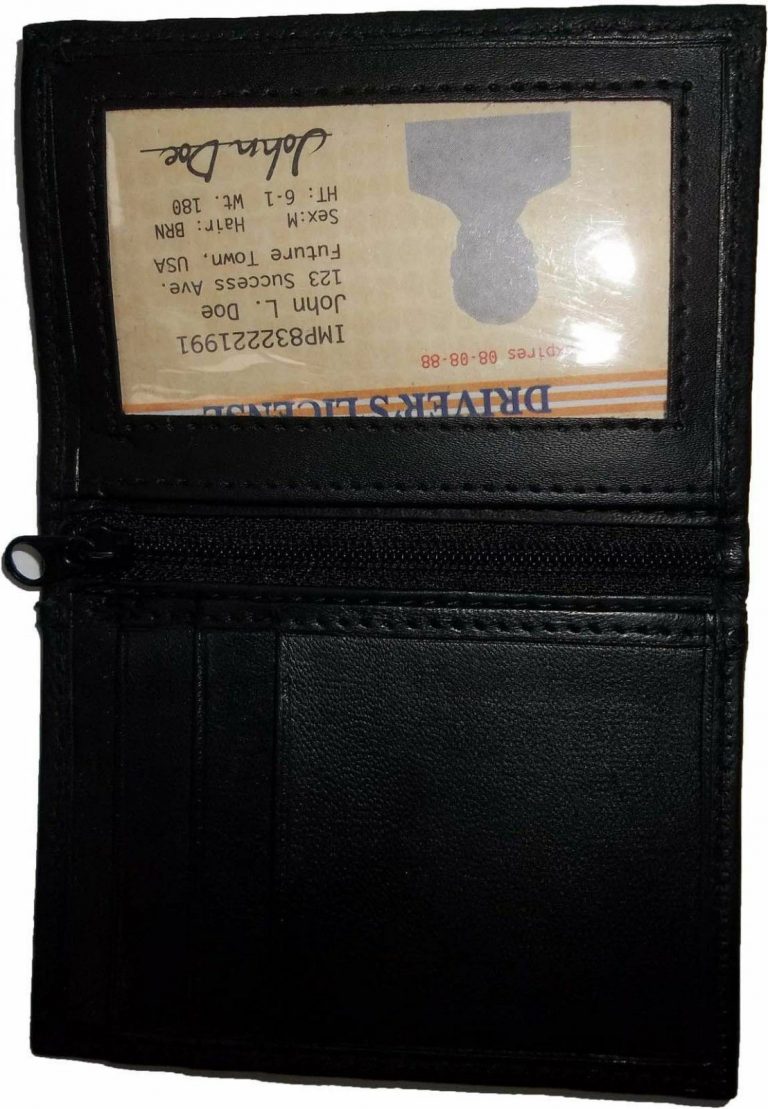 DRIVER'S LICENSE
Expires 08-08-88
IMP832221991
John L. Doe
123 Success Ave.
Future Town, USA
Sex:M Hair: BRN
HT: 6-1 Wt. 180
John Doe